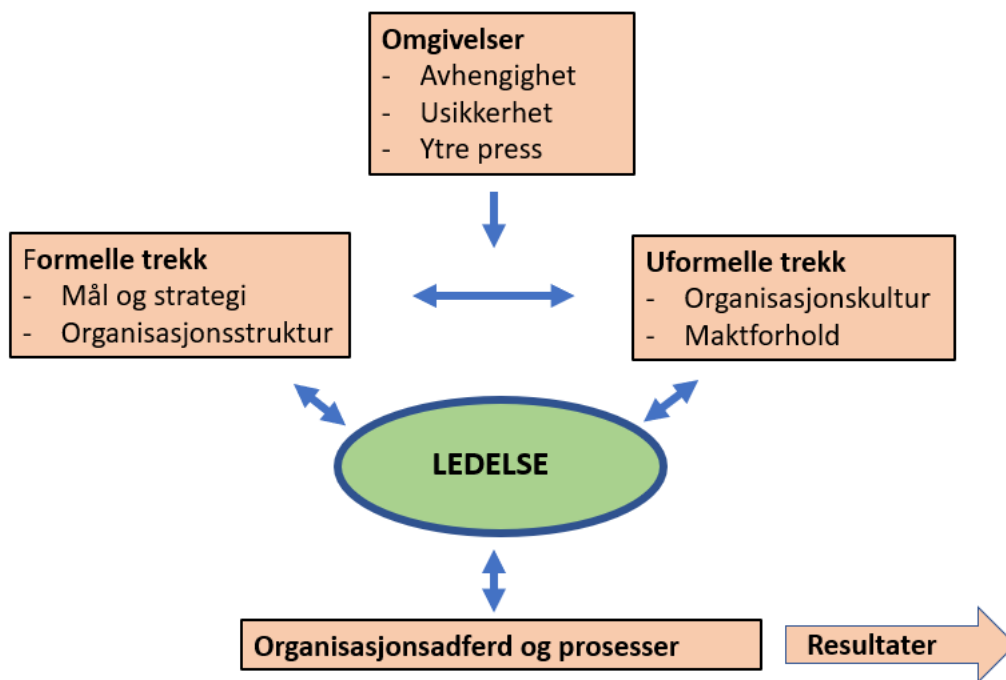 Omgivelser
- Avhengighet
- Usikkerhet
- Ytre press
Formelle trekk
- Mål og strategi
- Organisasjonsstruktur
Uformelle trekk
- Organisasjonskultur
- Maktforhold
LEDELSE
Organisasjonsadferd og prosesser
Resultater